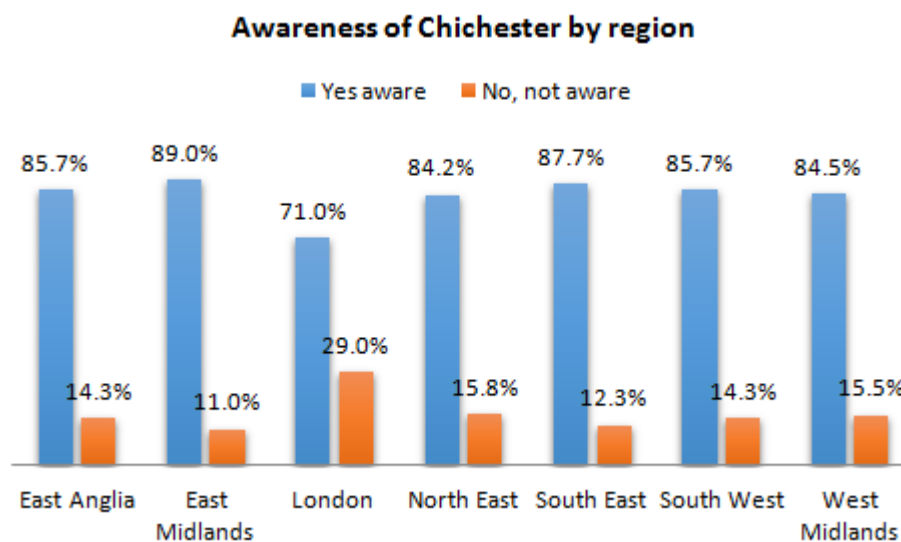 Awareness of Chichester by region
Yes aware No, not aware
85.7% 89.0% 71.0% 84.2% 87.7% 85.7% 84.5%
14.3% 11.0% 29.0% 15.8% 12.3% 14.3% 15.5%
East Anglia East London North East South East South West West
Midlands Midlands